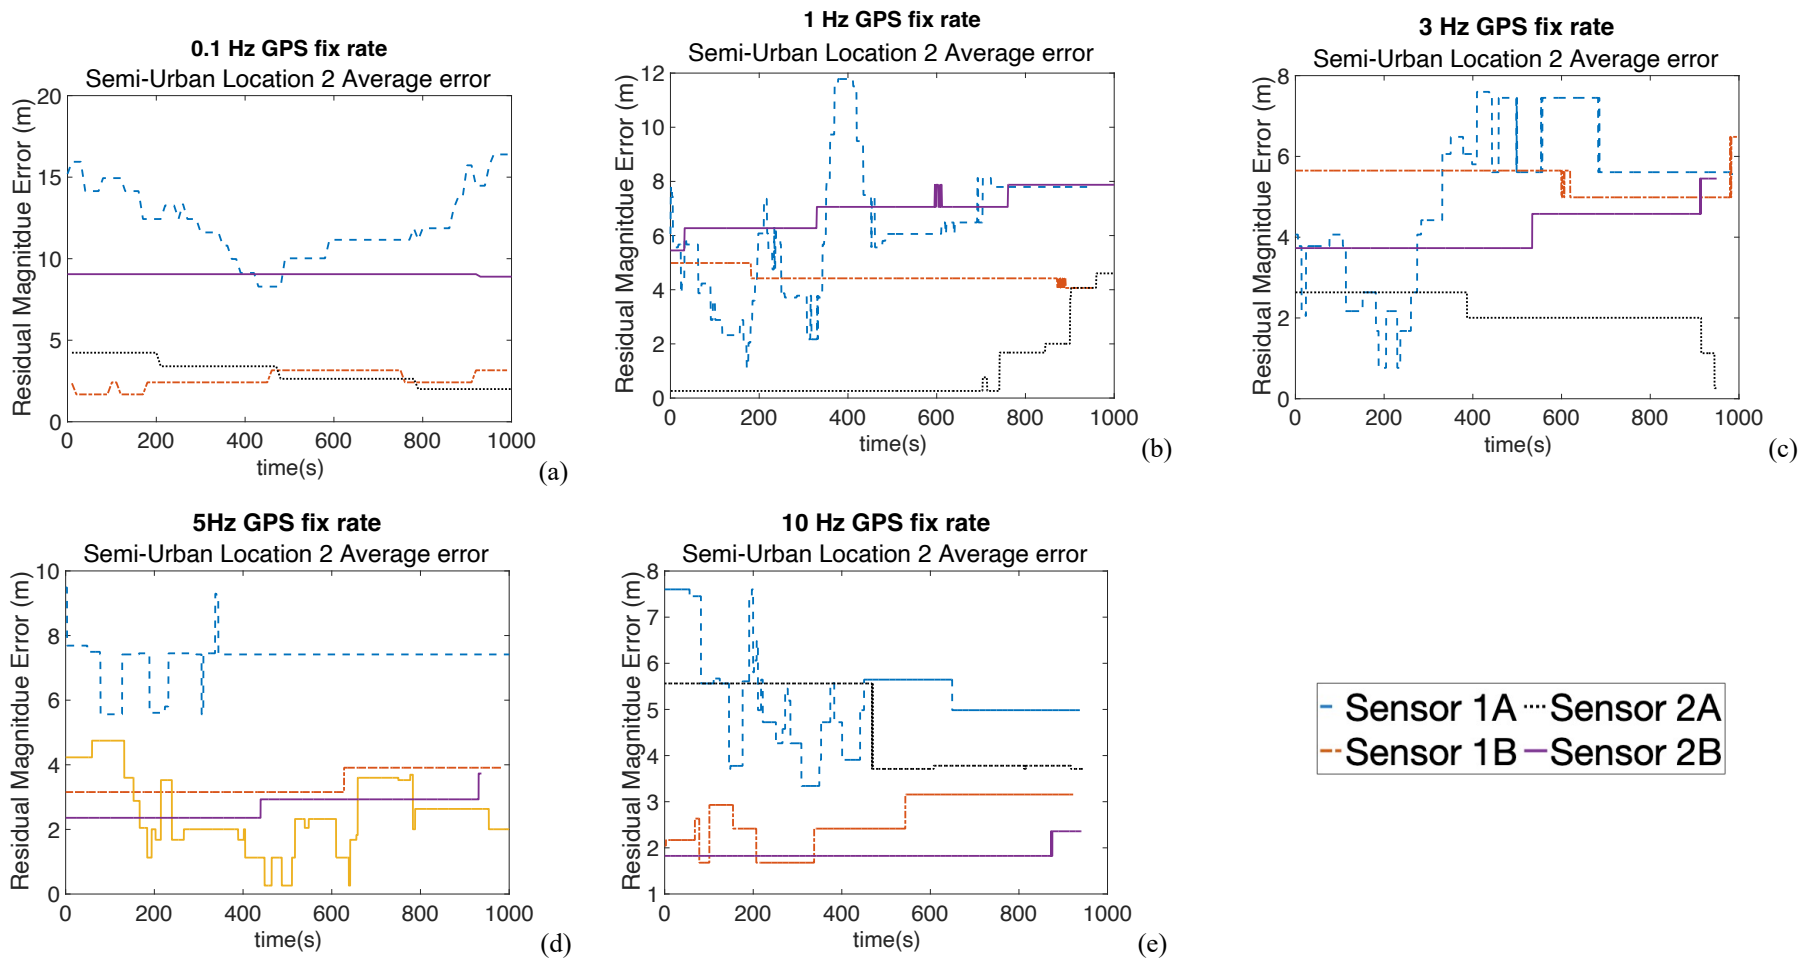 0.1 Hz GPS fix rate
Semi-Urban Location 2 Average error
Residual Magnitdue Error (m)
20
15
10
5
0
0 200 400 600 800 1000
time(s)
(a)
1 Hz GPS fix rate
Semi-Urban Location 2 Average error
Residual Magnitdue Error (m)
12
10
8
6
4
2
0
0 200 400 600 800 1000
time(s)
(b)
3 Hz GPS fix rate
Semi-Urban Location 2 Average error
Residual Magnitdue Error (m)
8
6
4
2
0
0 200 400 600 800 1000
time(s)
(c)
5Hz GPS fix rate
Semi-Urban Location 2 Average error
Residual Magnitdue Error (m)
10
8
6
4
2
0
0 200 400 600 800 1000
time(s)
(d)
10 Hz GPS fix rate
Semi-Urban Location 2 Average error
Residual Magnitdue Error (m)
8
7
6
5
4
3
2
1
0 200 400 600 800 1000
time(s)
(e)
Sensor 1A Sensor 2A
Sensor 1B Sensor 2B